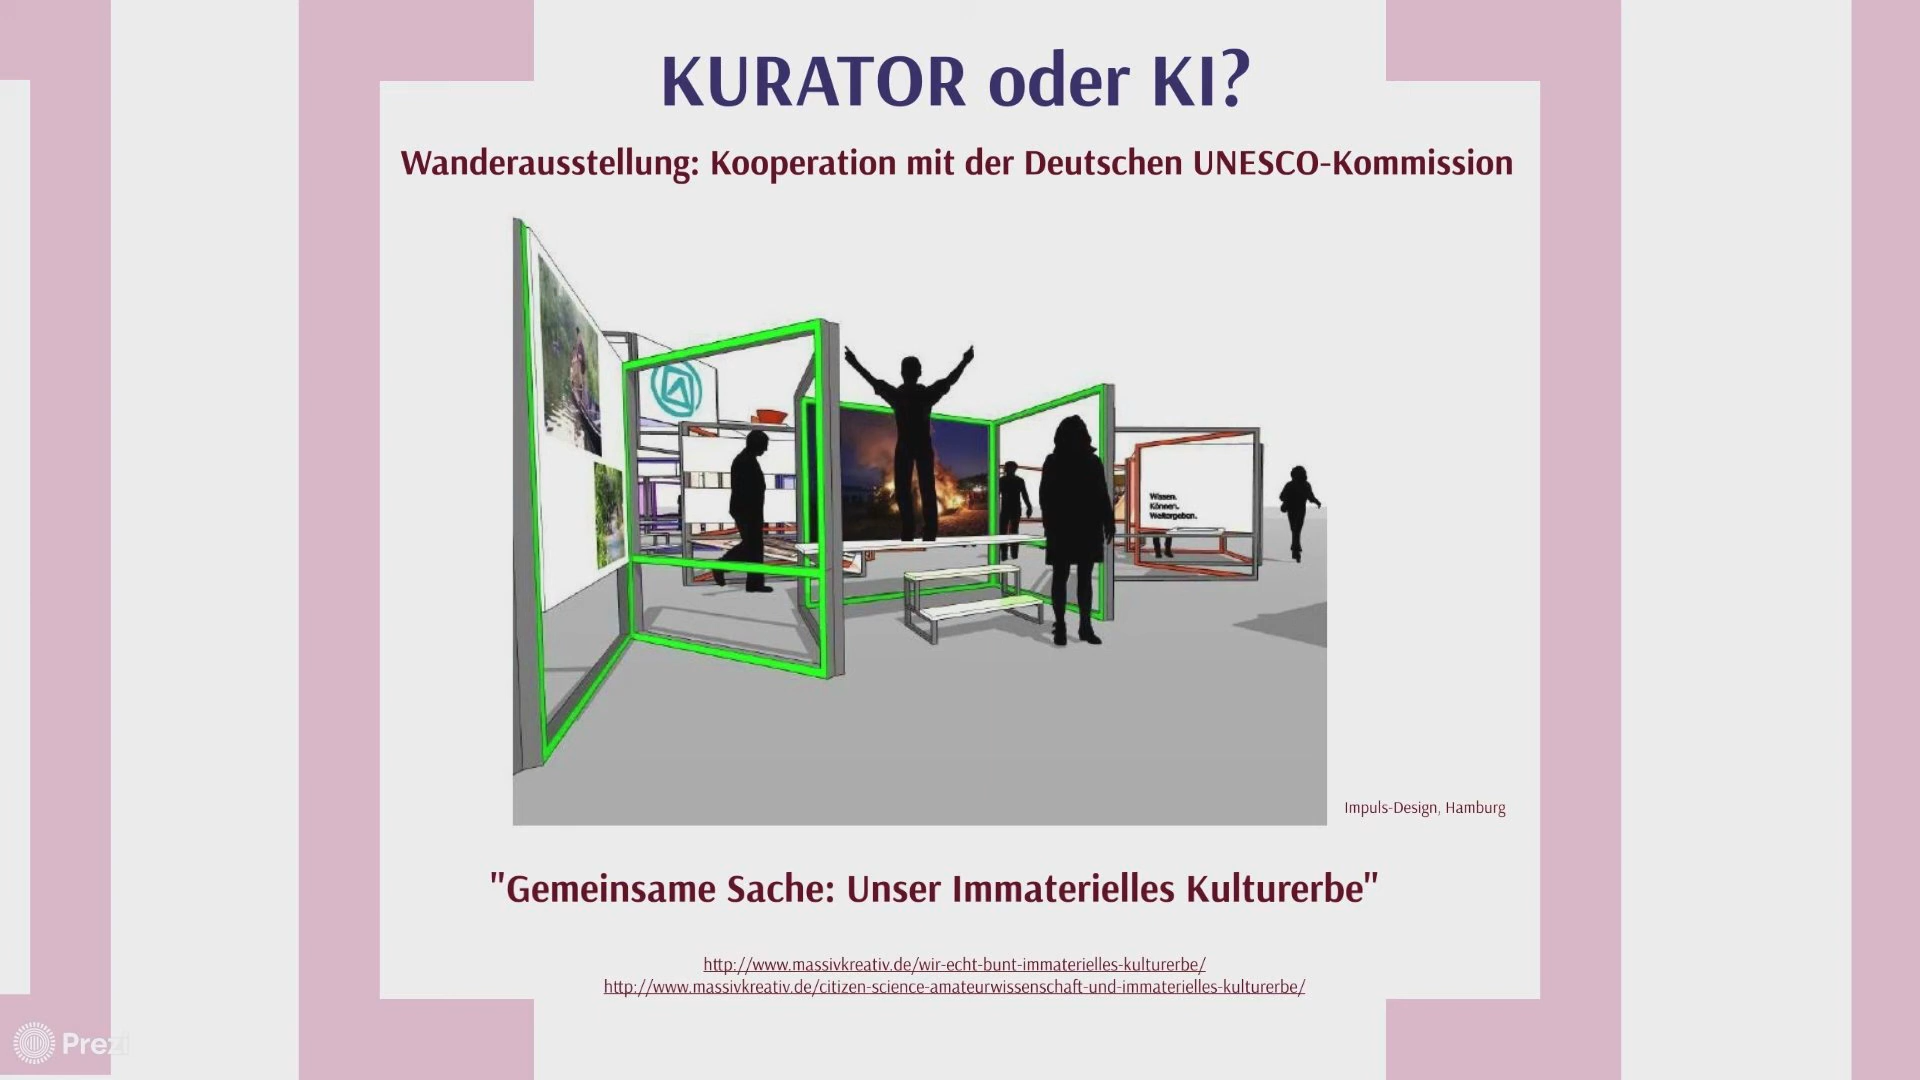 KURATOR oder KI?
Wanderausstellung: Kooperation mit der Deutschen UNESCO-Kommission
Wissen.
Können.
Weitergeben.
Impuls-Design, Hamburg
"Gemeinsame Sache: Unser Immaterielles Kulturerbe"
http://www.massivkreativ.de/wir-echt-bunt-immaterielles-kulturerbe/
http://www.massivkreativ.de/citizen-science-amateurwissenschaft-und-immaterielles-kulturerbe/
Prezi